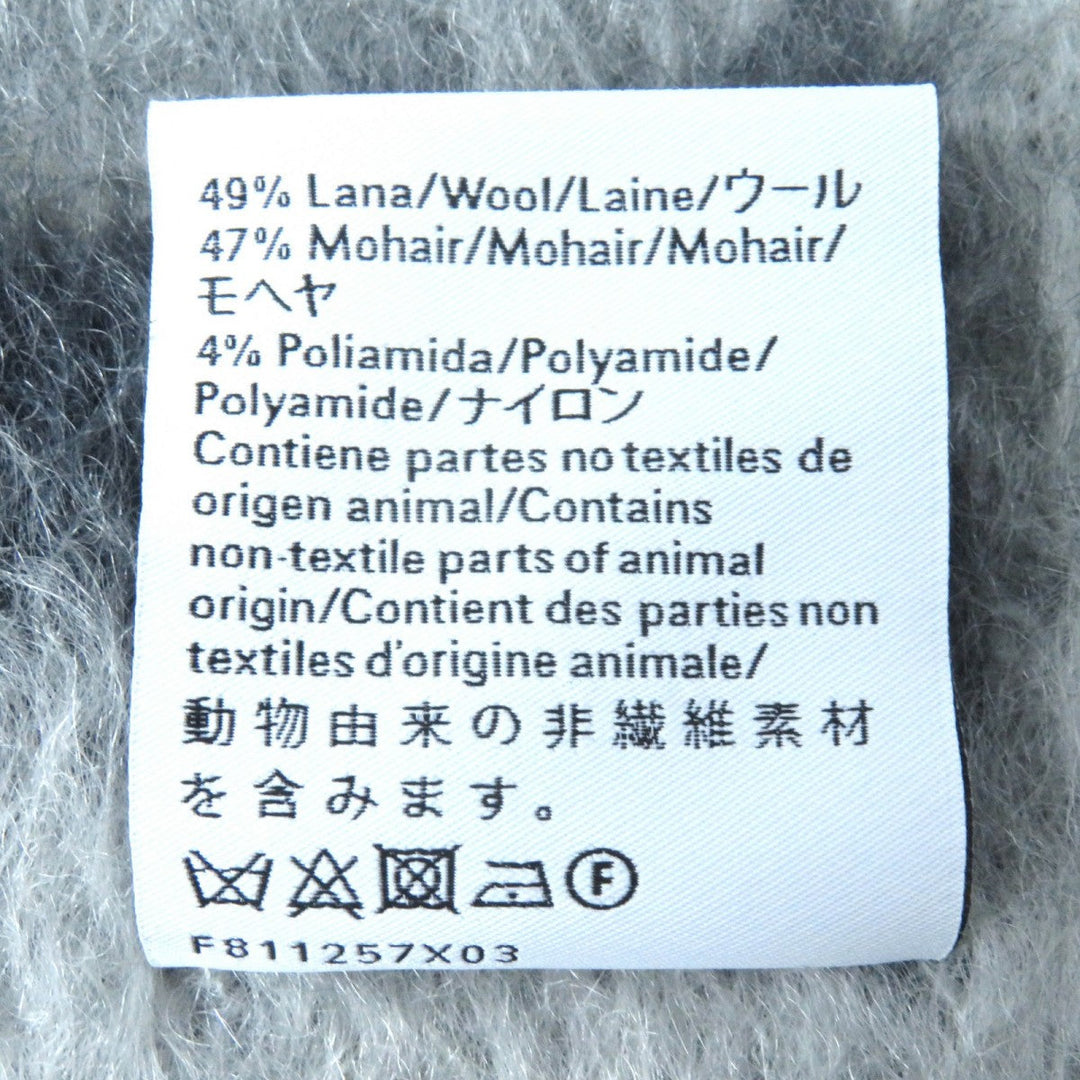 49% Lana/Wool/Laine/ウール
47% Mohair/Mohair/Mohair/
モヘヤ
4% Poliamida/Polyamide/
Polyamide/ナイロン
Contiene partes no textiles de
origen animal/Contains
non-textile parts of animal
origin/Contient des parties non
textiles d'origine animale/
動物由来の非繊維素材
を含みます。
F
F811257X03